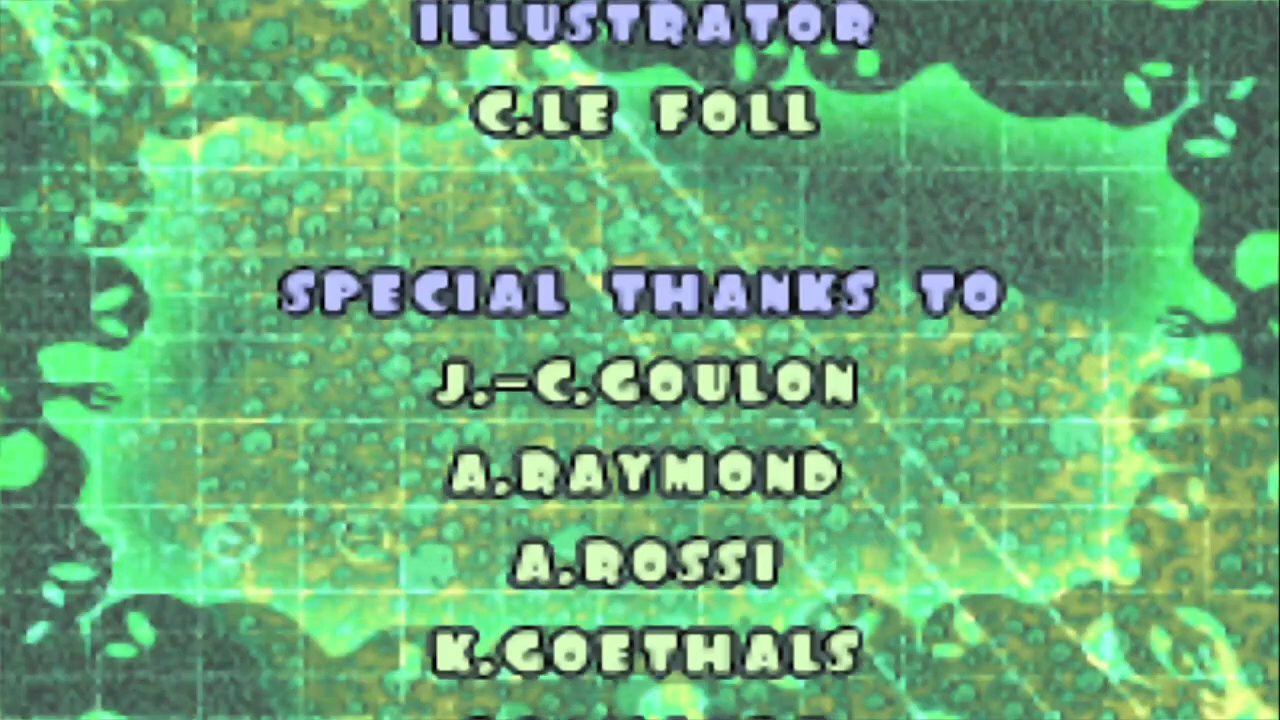 ILLUSTRATOR
C.LE FOLL
SPECIAL THANKS TO
J.-C.GOULON
A.RAYMOND
A.ROSSI
K.GOETHALS